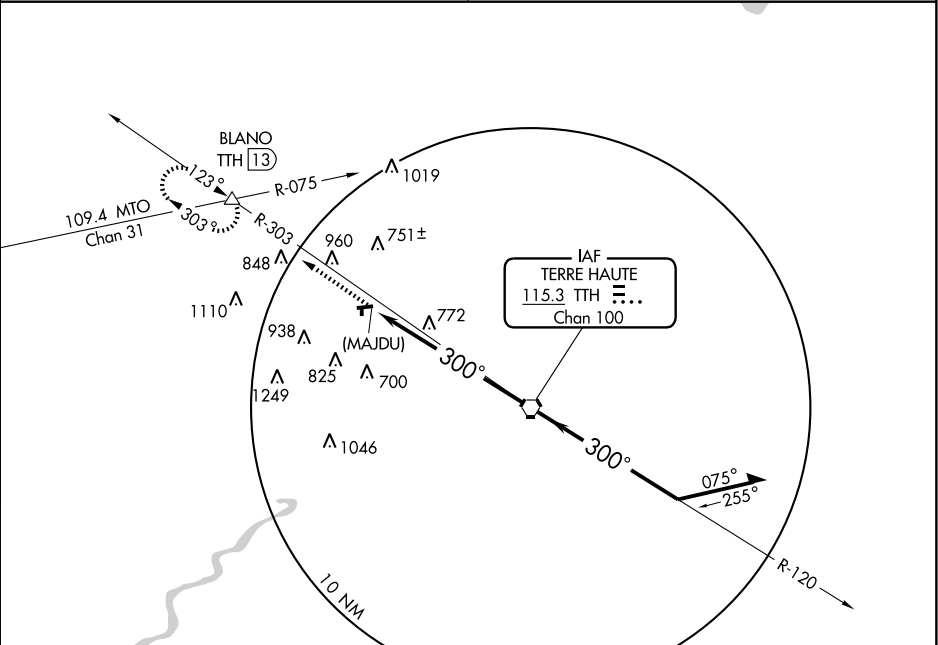 BLANO
TTH 13
123°
R-075
303°
109.4 MTO
Chan 31
R-303
1019
960
751±
848
1110
IAF
TERRE HAUTE
115.3 TTH
Chan 100
772
938
(MAJDU)
825
700
1249
300°
1046
300°
075°
255°
R-120
10 NM